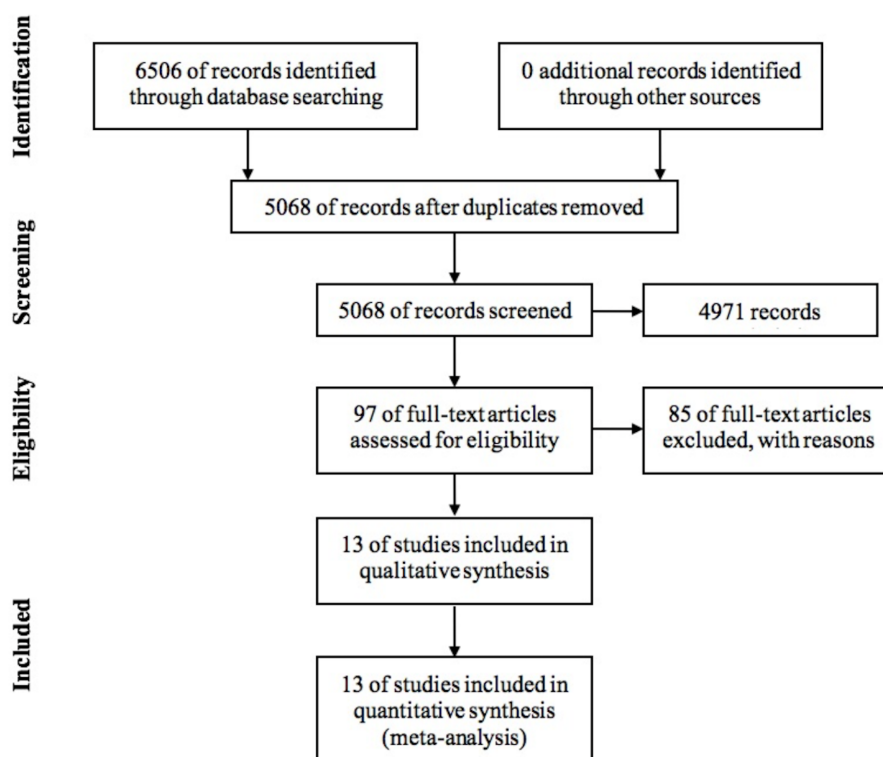 Identification
6506 of records identified
through database searching
0 additional records identified
through other sources
5068 of records after duplicates removed
Screening
5068 of records screened
4971 records
Eligibility
97 of full-text articles
assessed for eligibility
85 of full-text articles
excluded, with reasons
Included
13 of studies included in
qualitative synthesis
13 of studies included in
quantitative synthesis
(meta-analysis)